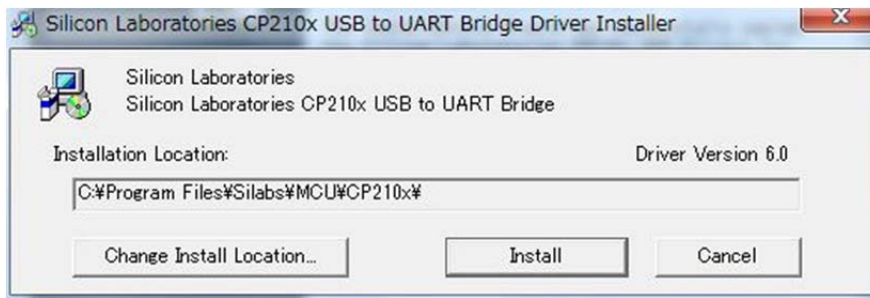 Silicon Laboratories CP210x USB to UART Bridge Driver Installer
Silicon Laboratories
Silicon Laboratories CP210x USB to UART Bridge
Installation Location:
Driver Version 6.0
C:¥Program Files¥Silabs¥MCU¥CP210x¥
Change Install Location...
Install
Cancel